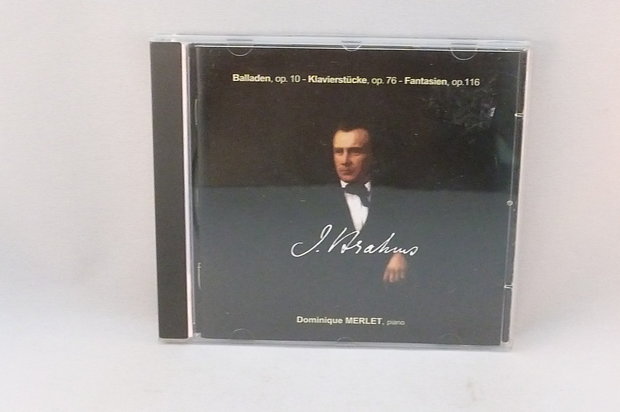 Balladen, op. 10 - Klavierstücke, op. 76 - Fantasien, op.116
J. Brahms
Dominique MERLET, piano